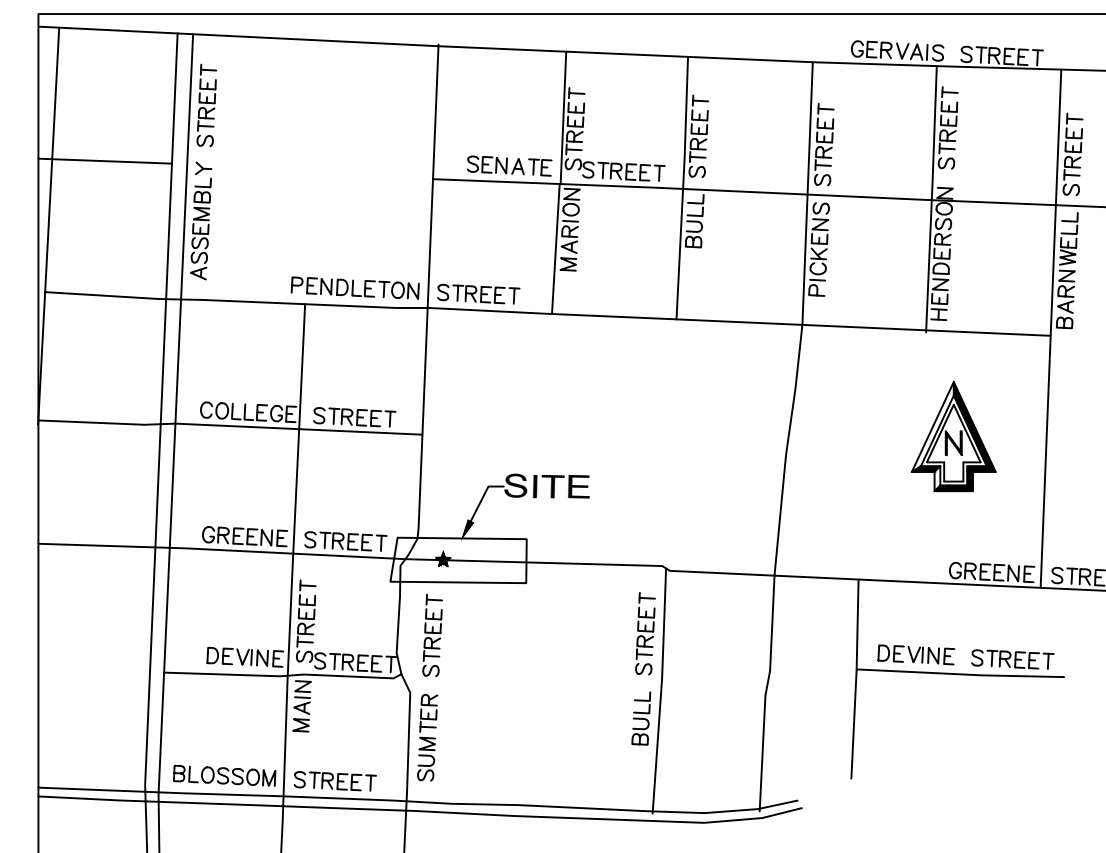 GERVAIS STREET
ASSEMBLY STREET
MARION STREET
BULL STREET
PICKENS STREET
HENDERSON STREET
BARNWELL STREET
SENATE STREET
PENDLETON STREET
COLLEGE STREET
N
SITE
GREENE STREET
GREENE STRE
MAIN STREET
SUMTER STREET
BULL STREET
DEVINE STREET
DEVINE STREET
BLOSSOM STREET